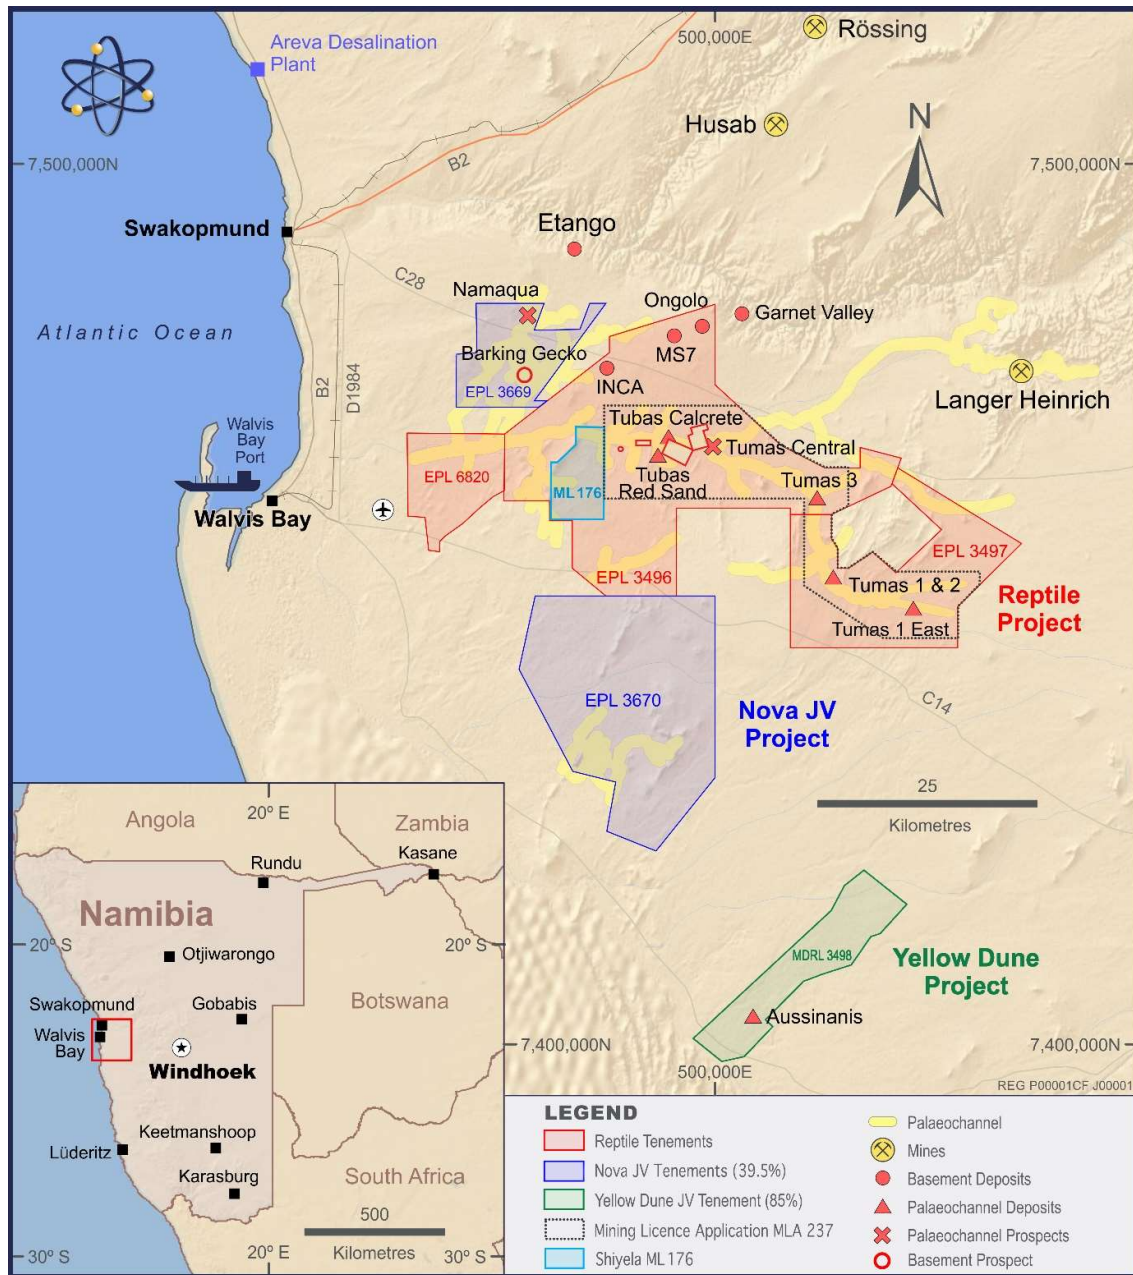 Areva Desalination
Plant
500,000E
Rössing
Husab
N
7,500,000N
B2
7,500,000N
Swakopmund
Etango
C28
Namaqua
Ongolo
Garnet Valley
Atlantic Ocean
MS7
Barking Gecko
B2
D1984
EPL 3669
INCA
Langer Heinrich
Tubas Calcrete
Walvis
Bay
Port
Tumas Central
EPL 6820
Tubas
Red Sand
Tumas 3
ML 176
Walvis Bay
EPL 3497
EPL 3496
Tumas 1 & 2
Reptile
Project
Tumas 1 East
EPL 3670
C14
Nova JV
Project
25
Kilometres
Angola
20° E
Zambia
Rundu
Kasane
Namibia
20° S
20° S
Otjiwarongo
MDRL 3498
Yellow Dune
Project
Botswana
Swakopmund
Gobabis
Walvis
Bay
Aussinanis
Windhoek
7,400,000N
7,400,000N
500,000E
REG P00001CF J00001
Keetmanshoop
Lüderitz
Karasburg
South Africa
500
Kilometres
30° S
20° E
30° S
LEGEND
Reptile Tenements
Nova JV Tenements (39.5%)
Yellow Dune JV Tenement (85%)
Mining Licence Application MLA 237
Shiyela ML 176
Palaeochannel
Mines
Basement Deposits
Palaeochannel Deposits
Palaeochannel Prospects
Basement Prospect